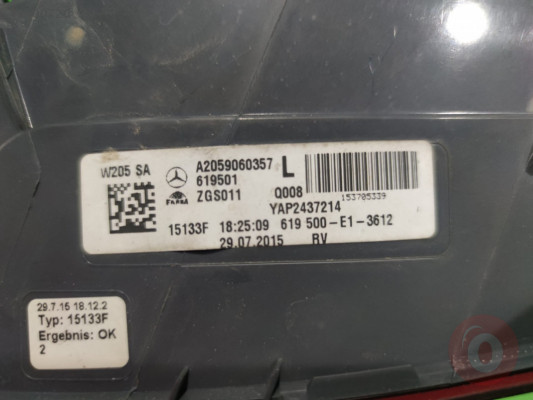 W205 SA
A2059060357 L
619501
ZGS011 Q008
153705339
YAP2437214
15133F 18:25:09 619 500-E1-3612
29.07.2015 RV
29.7.15 18.12.2
Typ: 15133F
Ergebnis: OK
2